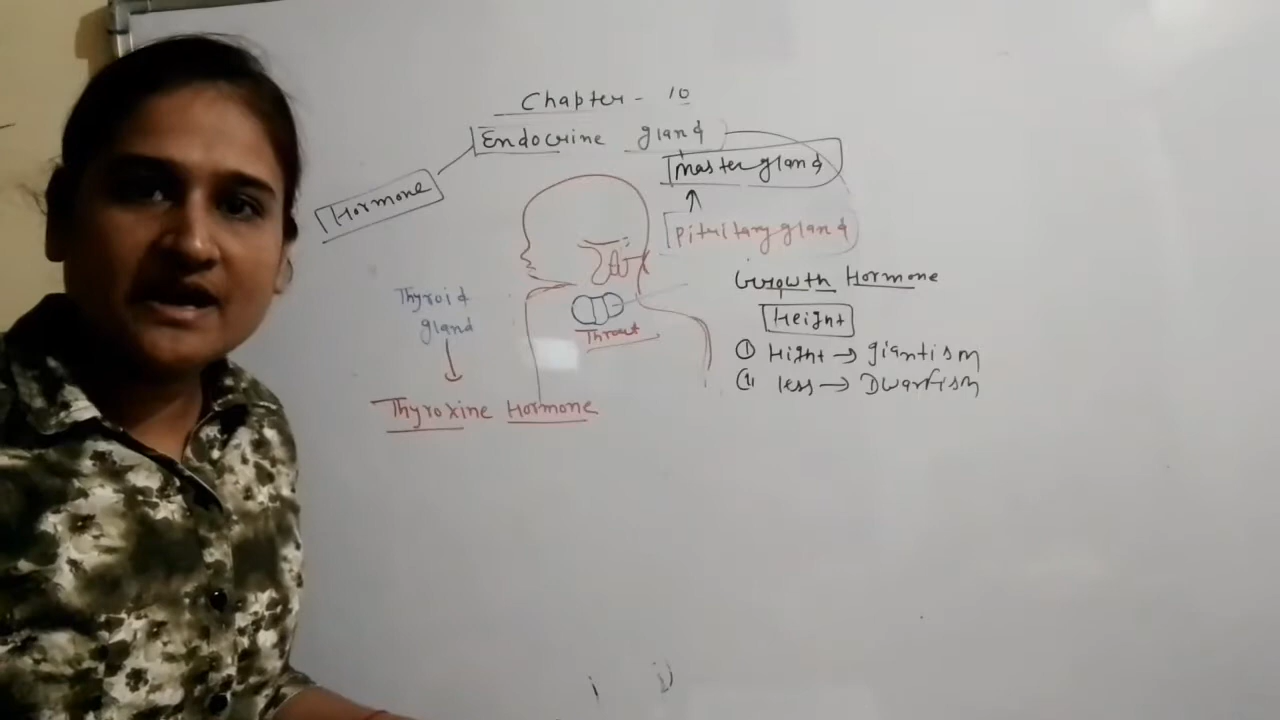 Chapter - 10
Endocrine gland
Master gland
Hormone
Pituitary gland
Growth Hormone
Height
① Hight → giantism
② less → Dwarfism
Thyroid
gland
Throat
Thyroxine Hormone